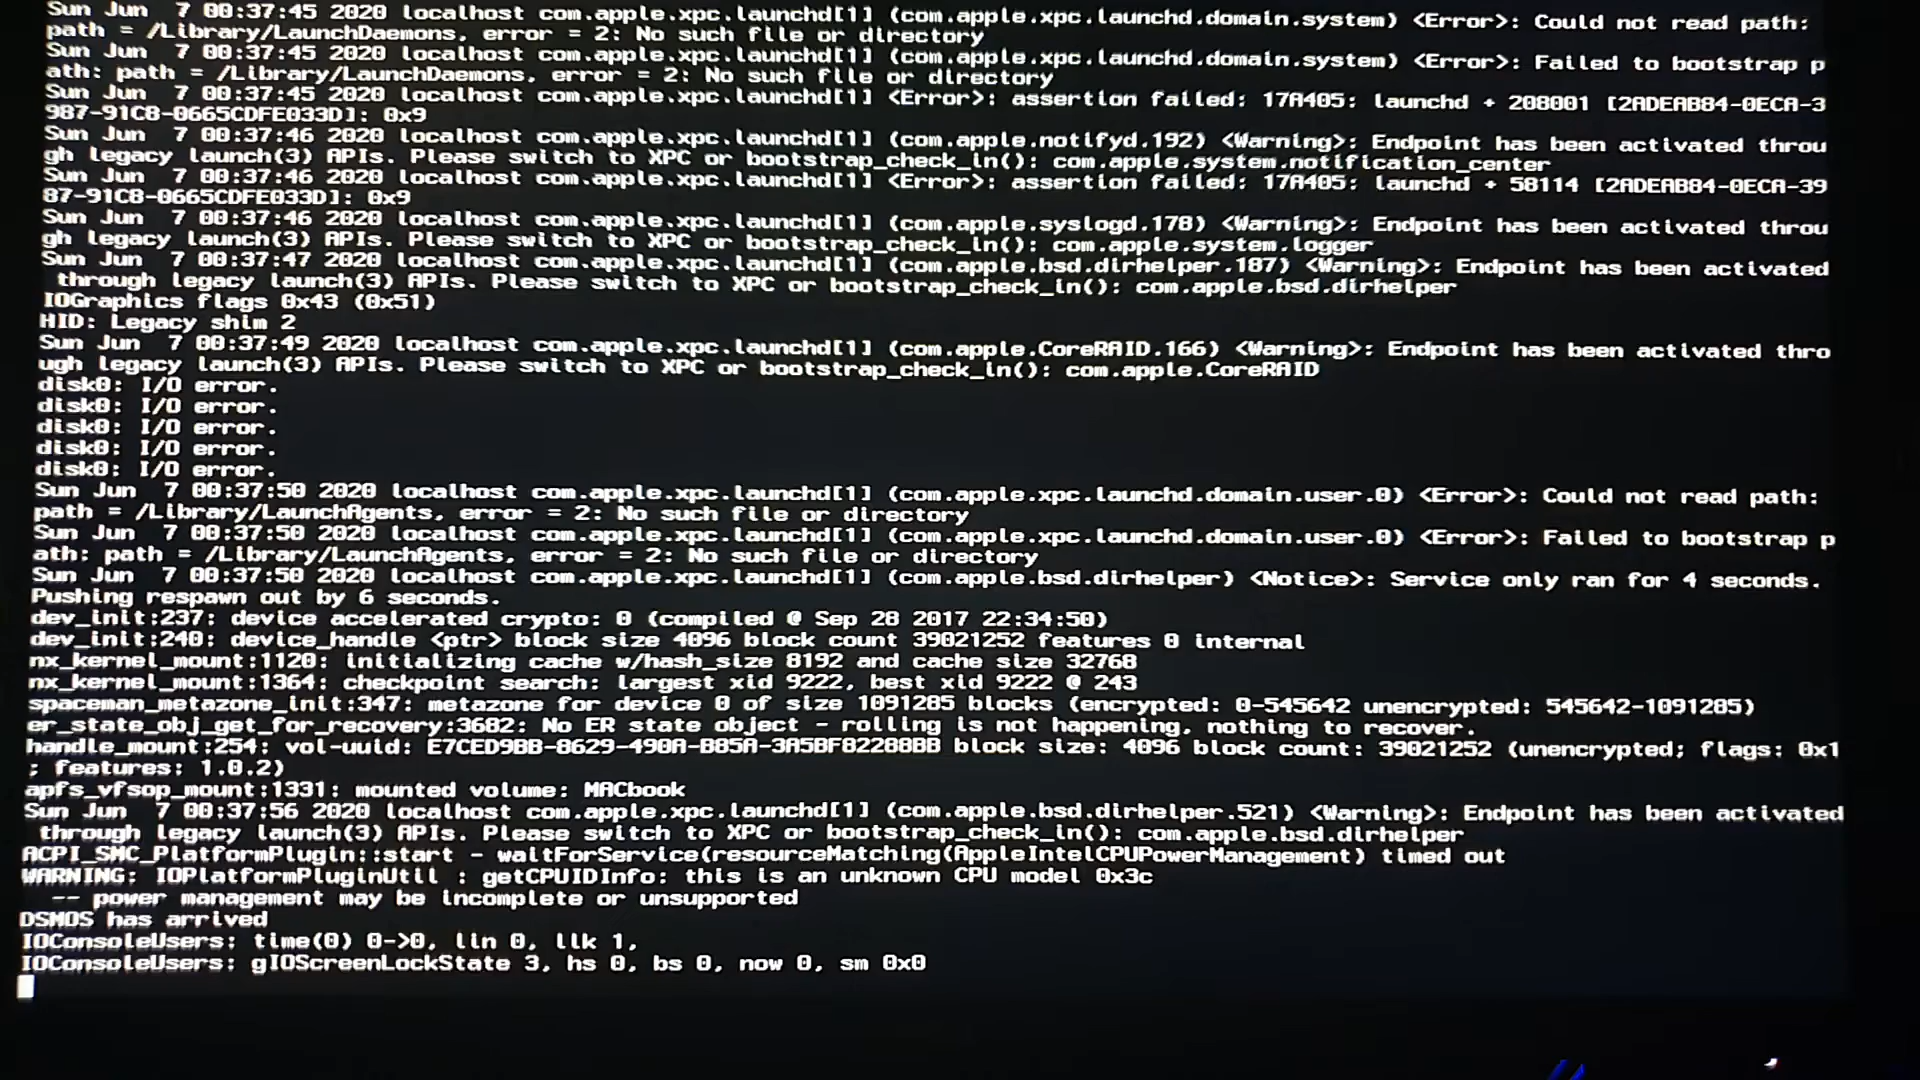 Sun Jun  7 00:37:45 2020 localhost com.apple.xpc.launchd[1] (com.apple.xpc.launchd.domain.system) <Error>: Could not read path:
path = /Library/LaunchDaemons, error = 2: No such file or directory
Sun Jun  7 00:37:45 2020 localhost com.apple.xpc.launchd[1] (com.apple.xpc.launchd.domain.system) <Error>: Failed to bootstrap p
ath: path = /Library/LaunchDaemons, error = 2: No such file or directory
Sun Jun  7 00:37:45 2020 localhost com.apple.xpc.launchd[1] <Error>: assertion failed: 17A405: launchd + 208001 [2ADEAB84-0ECA-3
987-91C8-0665CDFE033D]: 0x9
Sun Jun  7 00:37:46 2020 localhost com.apple.xpc.launchd[1] (com.apple.notifyd.192) <Warning>: Endpoint has been activated throu
gh legacy launch(3) APIs. Please switch to XPC or bootstrap_check_in(): com.apple.system.notification_center
Sun Jun  7 00:37:46 2020 localhost com.apple.xpc.launchd[1] <Error>: assertion failed: 17A405: launchd + 58114 [2ADEAB84-0ECA-39
87-91C8-0665CDFE033D]: 0x9
Sun Jun  7 00:37:46 2020 localhost com.apple.xpc.launchd[1] (com.apple.syslogd.178) <Warning>: Endpoint has been activated throu
gh legacy launch(3) APIs. Please switch to XPC or bootstrap_check_in(): com.apple.system.logger
Sun Jun  7 00:37:47 2020 localhost com.apple.xpc.launchd[1] (com.apple.bsd.dirhelper.187) <Warning>: Endpoint has been activated
 through legacy launch(3) APIs. Please switch to XPC or bootstrap_check_in(): com.apple.bsd.dirhelper
IOGraphics flags 0x43 (0x51)
HID: Legacy shim 2
Sun Jun  7 00:37:49 2020 localhost com.apple.xpc.launchd[1] (com.apple.CoreRAID.166) <Warning>: Endpoint has been activated thro
ugh legacy launch(3) APIs. Please switch to XPC or bootstrap_check_in(): com.apple.CoreRAID
disk0: I/O error.
disk0: I/O error.
disk0: I/O error.
disk0: I/O error.
disk0: I/O error.
Sun Jun  7 00:37:50 2020 localhost com.apple.xpc.launchd[1] (com.apple.xpc.launchd.domain.user.0) <Error>: Could not read path:
path = /Library/LaunchAgents, error = 2: No such file or directory
Sun Jun  7 00:37:50 2020 localhost com.apple.xpc.launchd[1] (com.apple.xpc.launchd.domain.user.0) <Error>: Failed to bootstrap p
ath: path = /Library/LaunchAgents, error = 2: No such file or directory
Sun Jun  7 00:37:50 2020 localhost com.apple.xpc.launchd[1] (com.apple.bsd.dirhelper) <Notice>: Service only ran for 4 seconds.
Pushing respawn out by 6 seconds.
dev_init:237: device accelerated crypto: 0 (compiled @ Sep 28 2017 22:34:50)
dev_init:240: device_handle <ptr> block size 4096 block count 39021252 features 0 internal
nx_kernel_mount:1120: initializing cache w/hash_size 8192 and cache size 32768
nx_kernel_mount:1364: checkpoint search: largest xid 9222, best xid 9222 @ 243
spaceman_metazone_init:347: metazone for device 0 of size 1091285 blocks (encrypted: 0-545642 unencrypted: 545642-1091285)
er_state_obj_get_for_recovery:3682: No ER state object - rolling is not happening, nothing to recover.
handle_mount:254: vol-uuid: E7CED9BB-8629-490A-B85A-3A5BF82288BB block size: 4096 block count: 39021252 (unencrypted; flags: 0x1
; features: 1.0.2)
apfs_vfsop_mount:1331: mounted volume: MACbook
Sun Jun  7 00:37:56 2020 localhost com.apple.xpc.launchd[1] (com.apple.bsd.dirhelper.521) <Warning>: Endpoint has been activated
 through legacy launch(3) APIs. Please switch to XPC or bootstrap_check_in(): com.apple.bsd.dirhelper
ACPI_SMC_PlatformPlugin::start - waitForService(resourceMatching(AppleIntelCPUPowerManagement) timed out
WARNING: IOPlatformPluginUtil : getCPUIDInfo: this is an unknown CPU model 0x3c
  -- power management may be incomplete or unsupported
DSMOS has arrived
IOConsoleUsers: time(0) 0->0, lin 0, llk 1,
IOConsoleUsers: gIOScreenLockState 3, hs 0, bs 0, now 0, sm 0x0